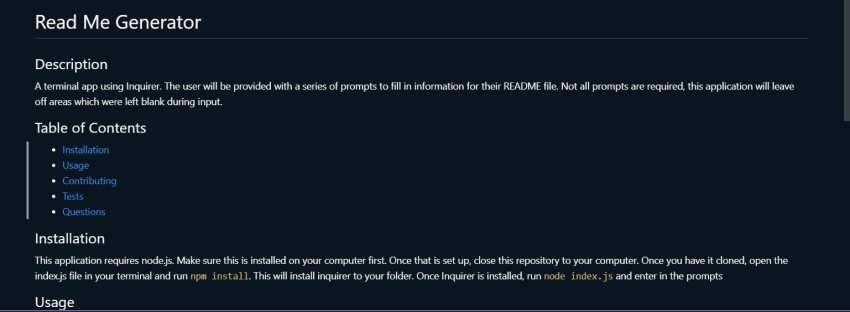 Read Me Generator
Description
A terminal app using Inquirer. The user will be provided with a series of prompts to fill in information for their README file. Not all prompts are required, this application will leave
off areas which were left blank during input.
Table of Contents
Installation
Usage
Contributing
Tests
Questions
Installation
This application requires node.js. Make sure this is installed on your computer first. Once that is set up, close this repository to your computer. Once you have it cloned, open the
index.js file in your terminal and run npm install. This will install inquirer to your folder. Once Inquirer is installed, run node index.js and enter in the prompts
Usage